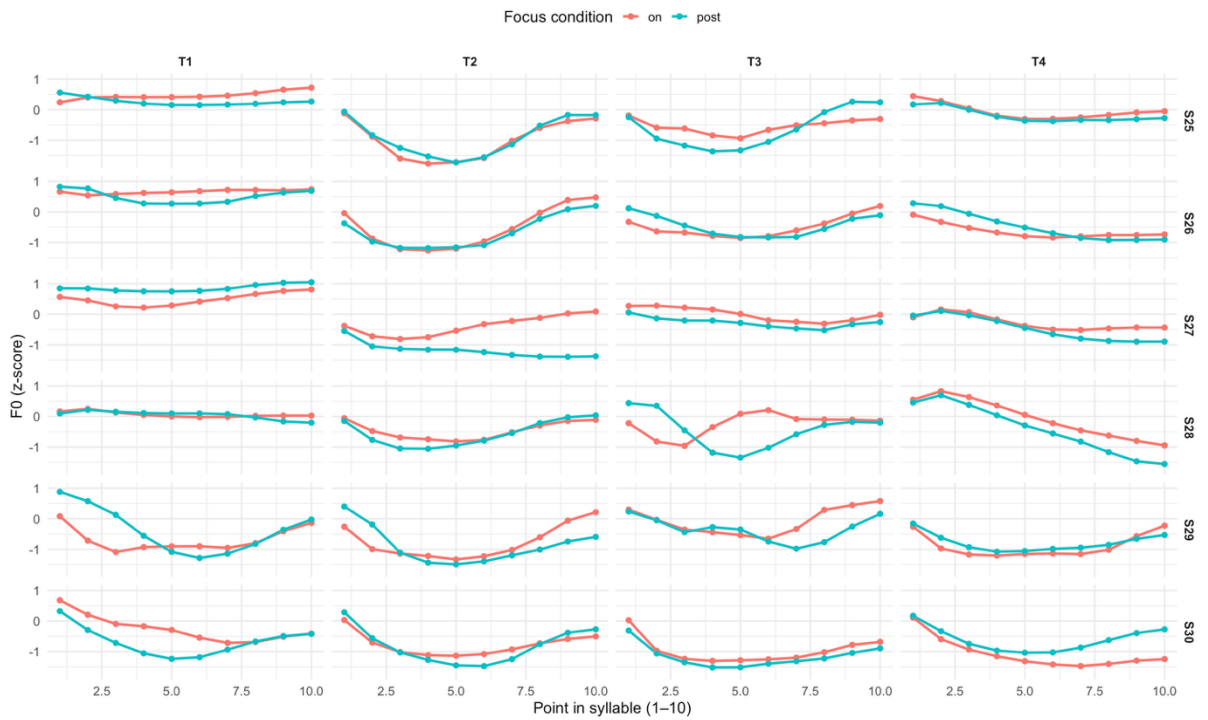 Focus condition on post
T1 T2 T3 T4
1
0
-1
S25
1
0
-1
S26
1
0
-1
S27
F0 (z-score)
1
0
-1
S28
1
0
-1
S29
1
0
-1
S30
2.5 5.0 7.5 10.0 2.5 5.0 7.5 10.0 2.5 5.0 7.5 10.0 2.5 5.0 7.5 10.0
Point in syllable (1–10)